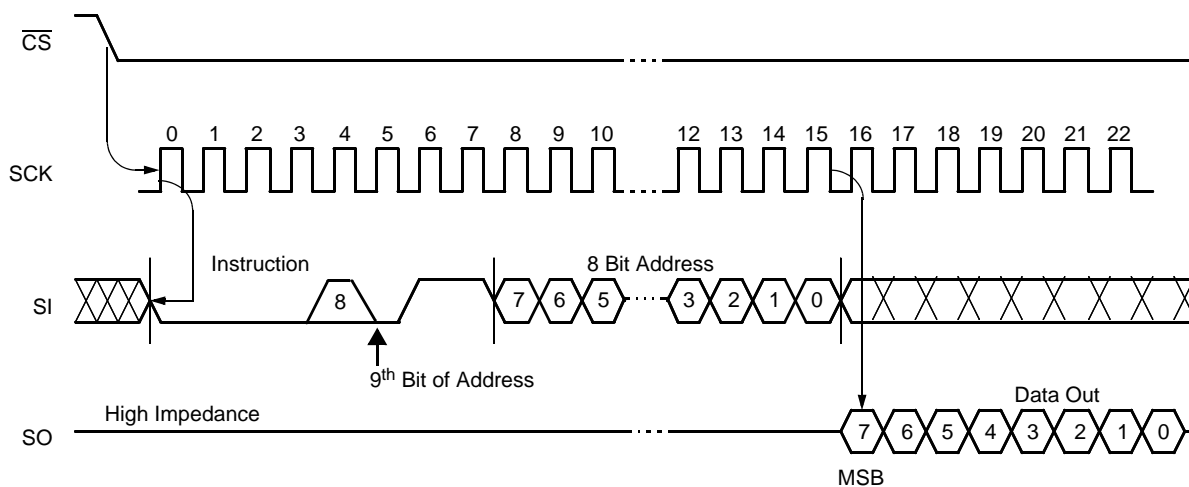 CS
0 1 2 3 4 5 6 7 8 9 10 12 13 14 15 16 17 18 19 20 21 22
SCK
Instruction
8 Bit Address
SI
8 7 6 5 3 2 1 0
9th Bit of Address
High Impedance
Data Out
SO
7 6 5 4 3 2 1 0
MSB